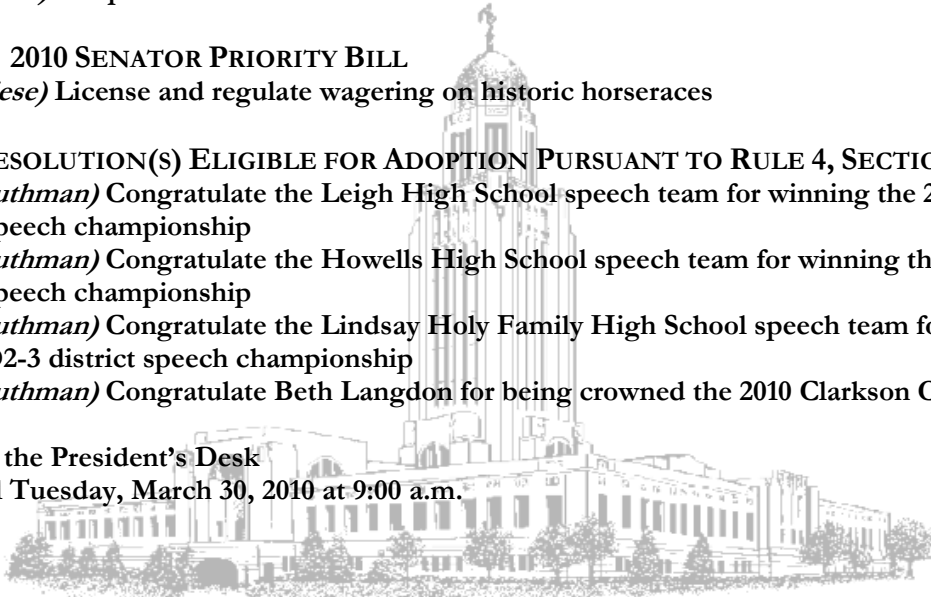 2010 SENATOR PRIORITY BILL
ese) License and regulate wagering on historic horseraces
ESOLUTION(S) ELIGIBLE FOR ADOPTION PURSUANT TO RULE 4, SECTIO
uthman) Congratulate the Leigh High School speech team for winning the 2
peech championship
uthman) Congratulate the Howells High School speech team for winning th
peech championship
uthman) Congratulate the Lindsay Holy Family High School speech team fo
D2-3 district speech championship
uthman) Congratulate Beth Langdon for being crowned the 2010 Clarkson C
the President's Desk
l Tuesday, March 30, 2010 at 9:00 a.m.